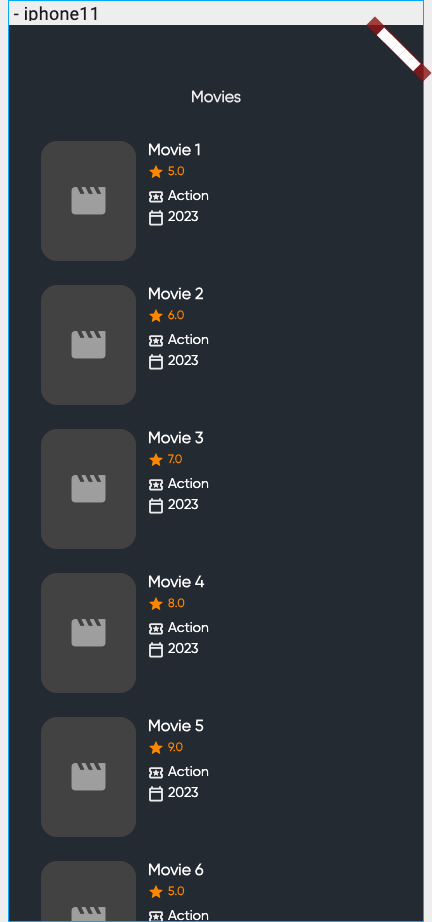 - iphone11
Movies
Movie 1
5.0
Action
2023
Movie 2
6.0
Action
2023
Movie 3
7.0
Action
2023
Movie 4
8.0
Action
2023
Movie 5
9.0
Action
2023
Movie 6
5.0
Action